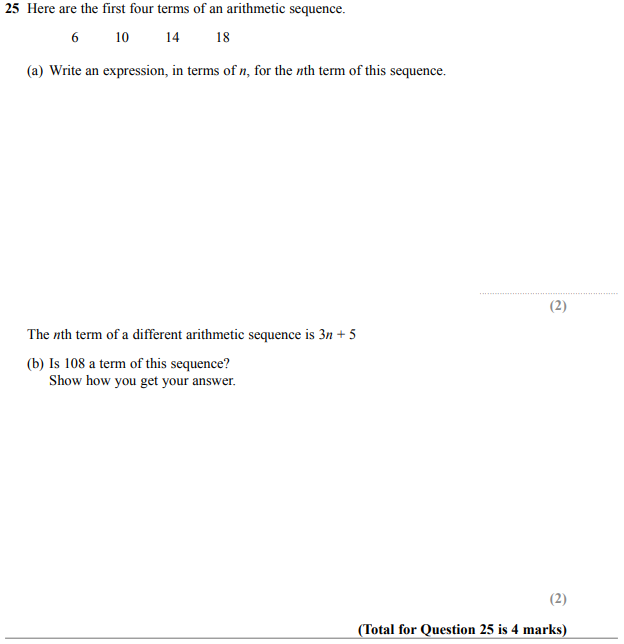 25 Here are the first four terms of an arithmetic sequence.
6 10 14 18
(a) Write an expression, in terms of n, for the nth term of this sequence.
(2)
The nth term of a different arithmetic sequence is 3n + 5
(b) Is 108 a term of this sequence?
Show how you get your answer.
(2)
(Total for Question 25 is 4 marks)